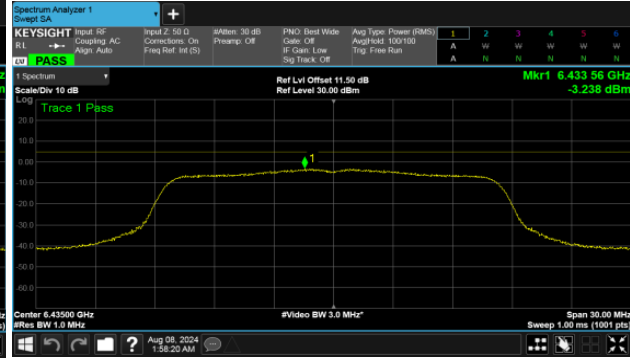 Spectrum Analyzer 1
Swept SA
+
KEYSIGHT Input: RF Input Z: 50 Ω #Atten: 30 dB PNO: Best Wide Avg Type: Power (RMS) 1 2 3 4 5 6
R L Coupling: AC Corrections: On Preamp: Off Gate: Off Avg|Hold: 100/100 A W W W W W
Align: Auto Freq Ref: Int (S) IF Gain: Low Trig: Free Run
Sig Track: Off A N N N N N
LVI PASS
1 Spectrum
Ref Lvl Offset 11.50 dB Mkr1 6.433 56 GHz
Scale/Div 10 dB Ref Level 30.00 dBm -3.238 dBm
Log
Trace 1 Pass
20.0
10.0
1
0.00
-10.0
-20.0
-30.0
-40.0
-50.0
-60.0
Center 6.43500 GHz #Video BW 3.0 MHz* Span 30.00 MHz
#Res BW 1.0 MHz Sweep 1.00 ms (1001 pts)
? Aug 08, 2024
1:58:20 AM